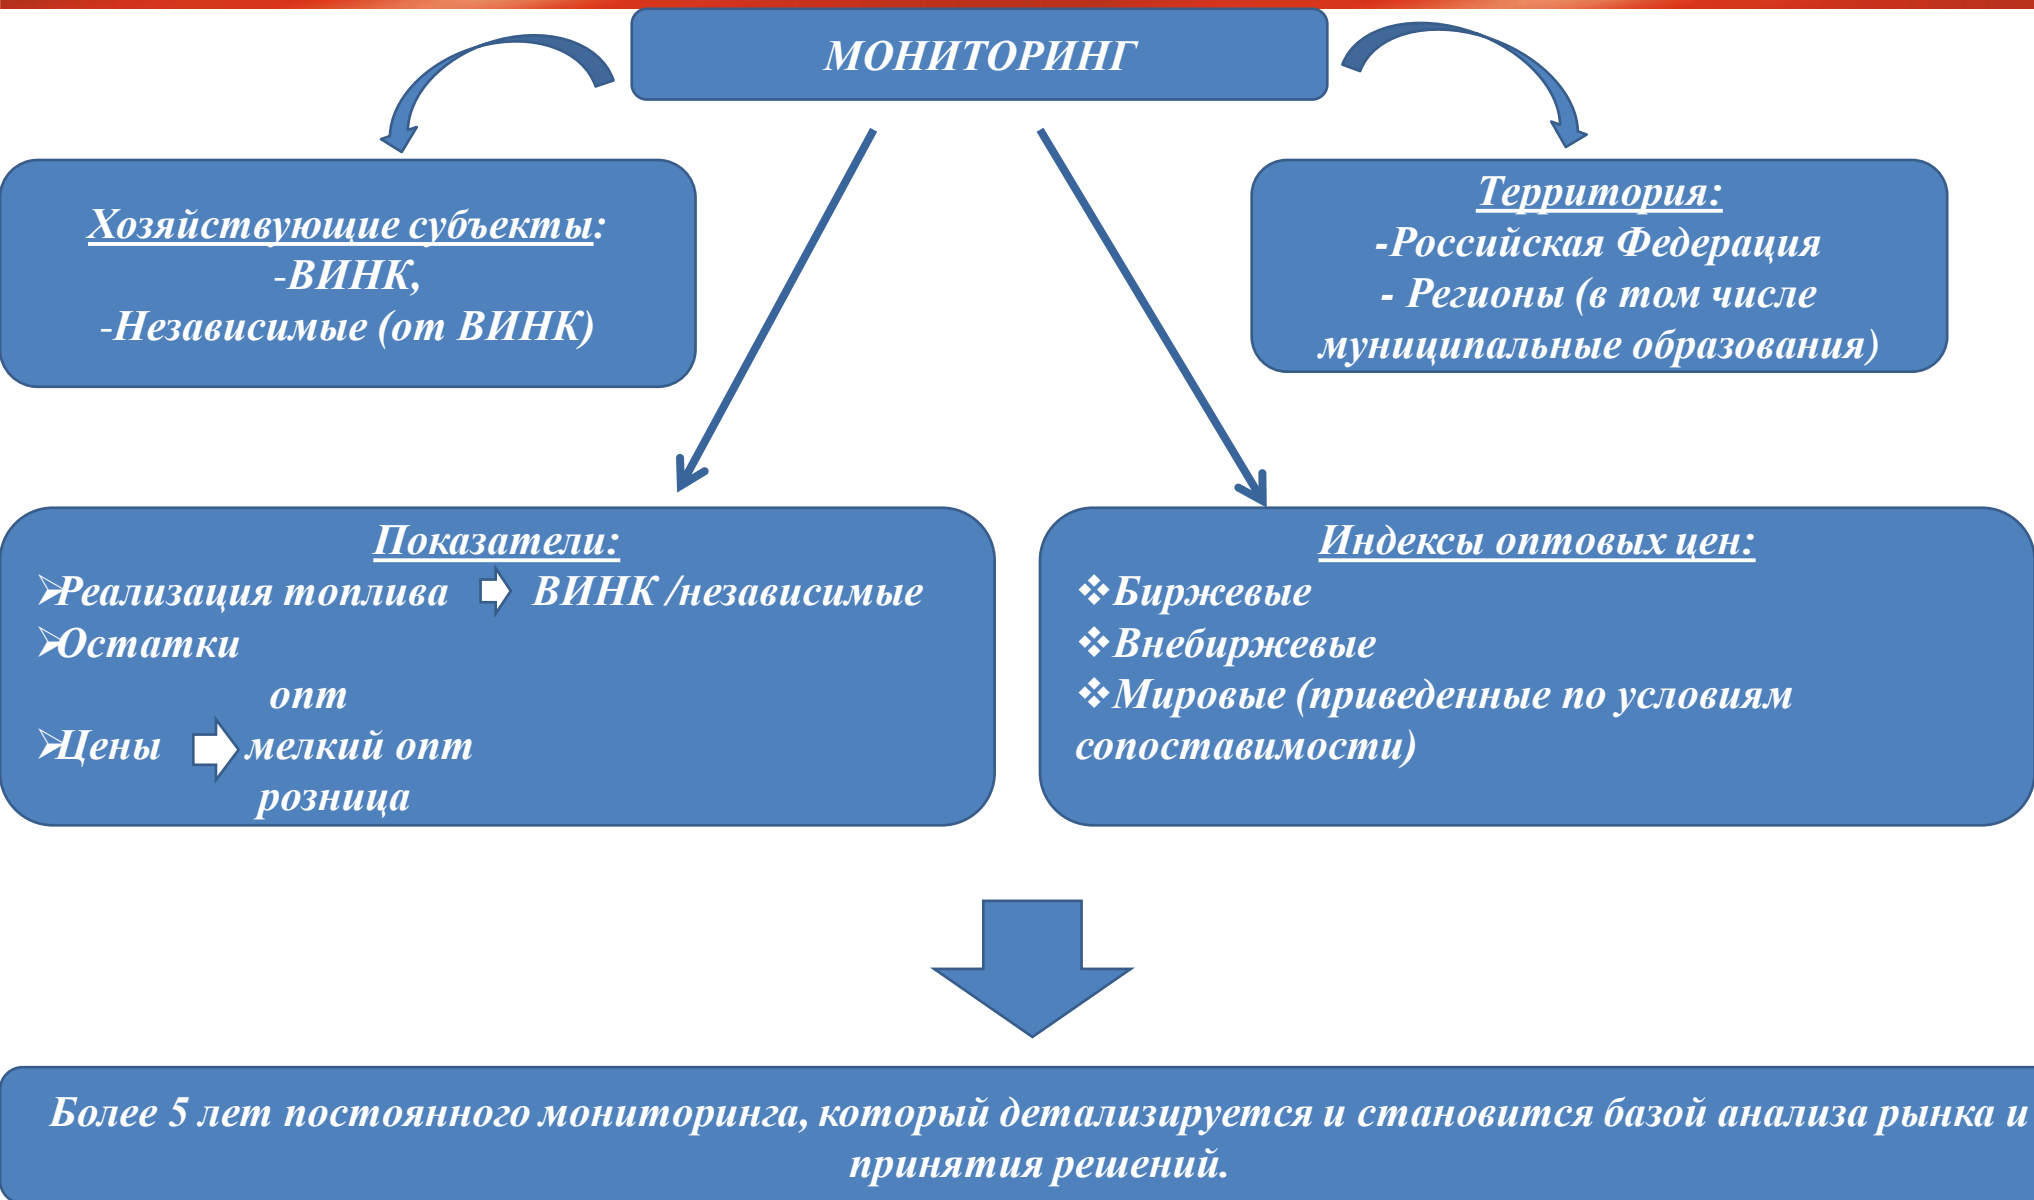 МОНИТОРИНГ
Хозяйствующие субъекты:
-ВИНК,
-Независимые (от ВИНК)
Территория:
-Российская Федерация
- Регионы (в том числе
муниципальные образования)
Показатели:
Реализация топлива ВИНК /независимые
Остатки
опт
Цены мелкий опт
розница
Индексы оптовых цен:
Биржевые
Внебиржевые
Мировые (приведенные по условиям
сопоставимости)
Более 5 лет постоянного мониторинга, который детализируется и становится базой анализа рынка и
принятия решений.